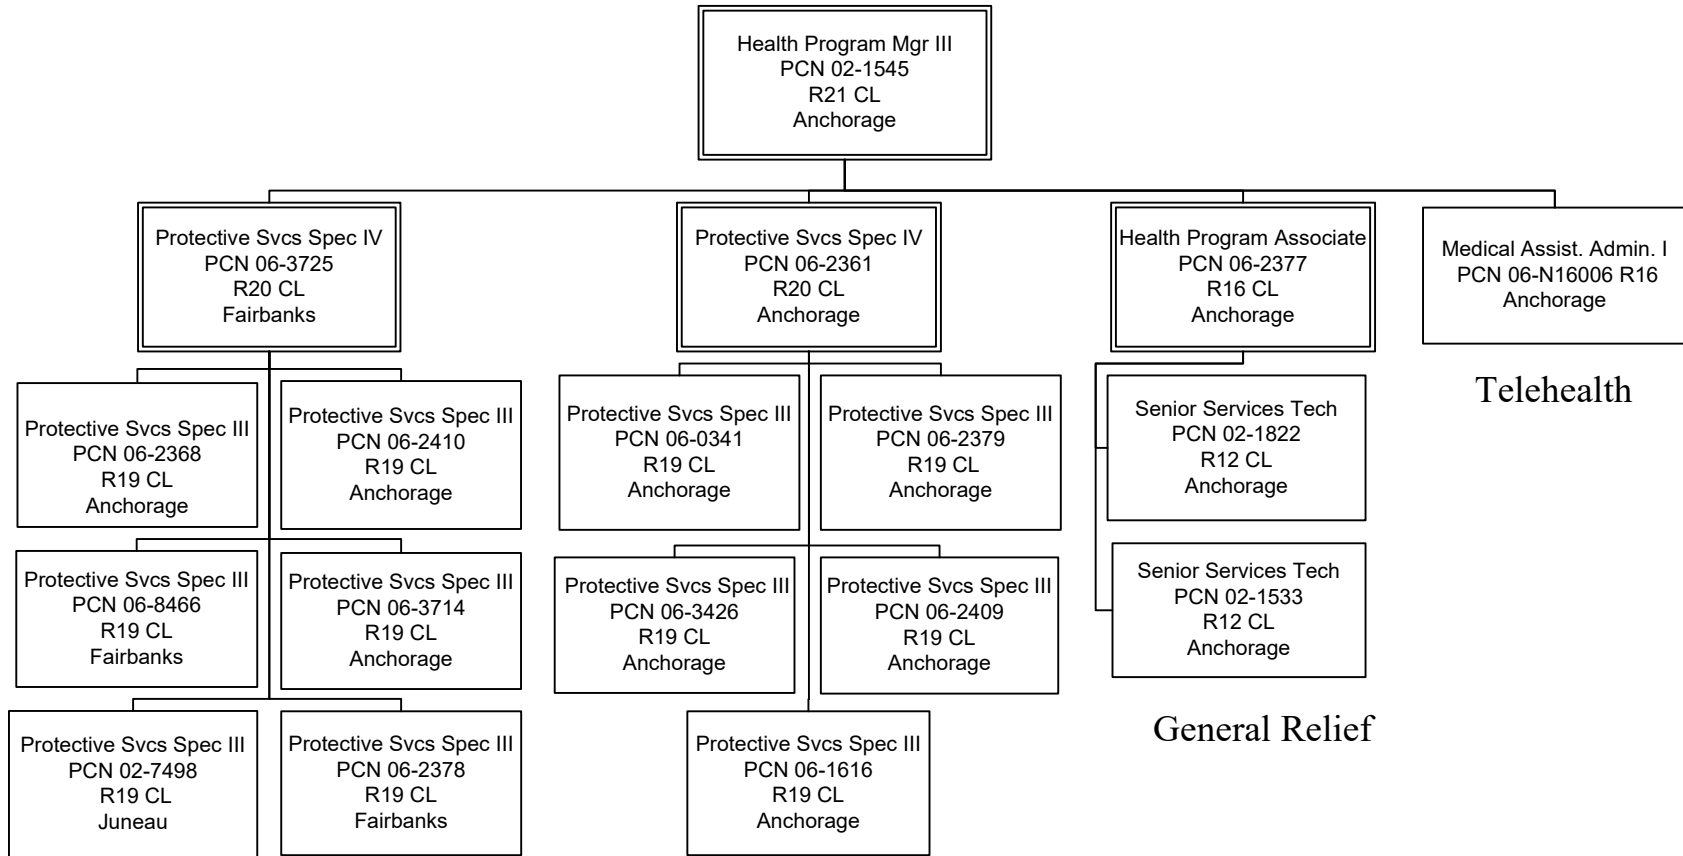 Health Program Mgr III
PCN 02-1545
R21 CL
Anchorage
Protective Svcs Spec IV
PCN 06-3725
R20 CL
Fairbanks
Protective Svcs Spec IV
PCN 06-2361
R20 CL
Anchorage
Health Program Associate
PCN 06-2377
R16 CL
Anchorage
Medical Assist. Admin. I
PCN 06-N16006 R16
Anchorage
Telehealth
Protective Svcs Spec III
PCN 06-2368
R19 CL
Anchorage
Protective Svcs Spec III
PCN 06-2410
R19 CL
Anchorage
Protective Svcs Spec III
PCN 06-0341
R19 CL
Anchorage
Protective Svcs Spec III
PCN 06-2379
R19 CL
Anchorage
Senior Services Tech
PCN 02-1822
R12 CL
Anchorage
Protective Svcs Spec III
PCN 06-8466
R19 CL
Fairbanks
Protective Svcs Spec III
PCN 06-3714
R19 CL
Anchorage
Protective Svcs Spec III
PCN 06-3426
R19 CL
Anchorage
Protective Svcs Spec III
PCN 06-2409
R19 CL
Anchorage
Senior Services Tech
PCN 02-1533
R12 CL
Anchorage
General Relief
Protective Svcs Spec III
PCN 02-7498
R19 CL
Juneau
Protective Svcs Spec III
PCN 06-2378
R19 CL
Fairbanks
Protective Svcs Spec III
PCN 06-1616
R19 CL
Anchorage